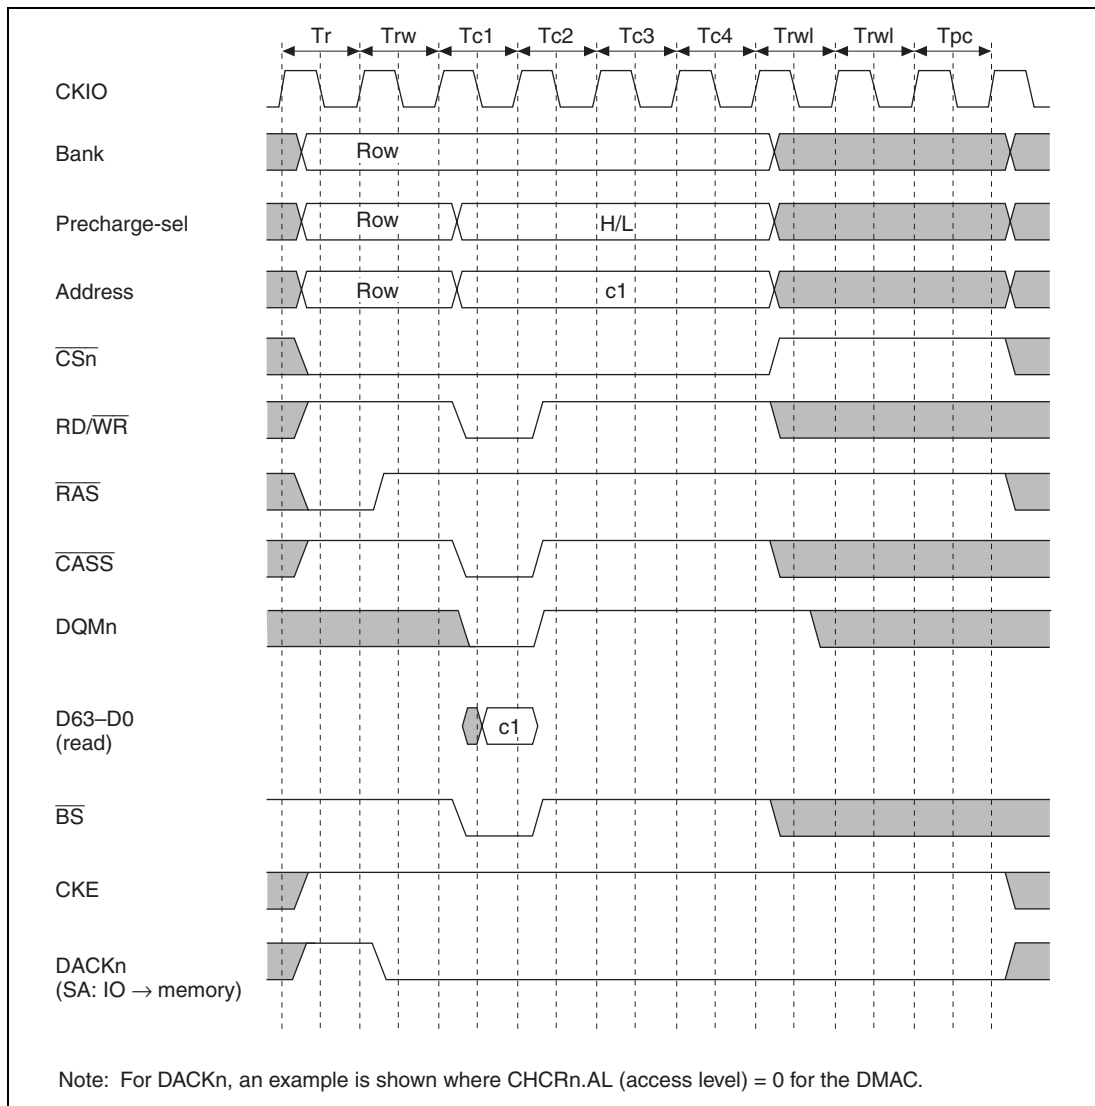 Tr Trw Tc1 Tc2 Tc3 Tc4 Trwl Trwl Tpc
CKIO
Bank Row
Precharge-sel Row H/L
Address Row c1
CSn
RD/WR
RAS
CASS
DQMn
D63–D0
(read) c1
BS
CKE
DACKn
(SA: IO → memory)
Note: For DACKn, an example is shown where CHCRn.AL (access level) = 0 for the DMAC.